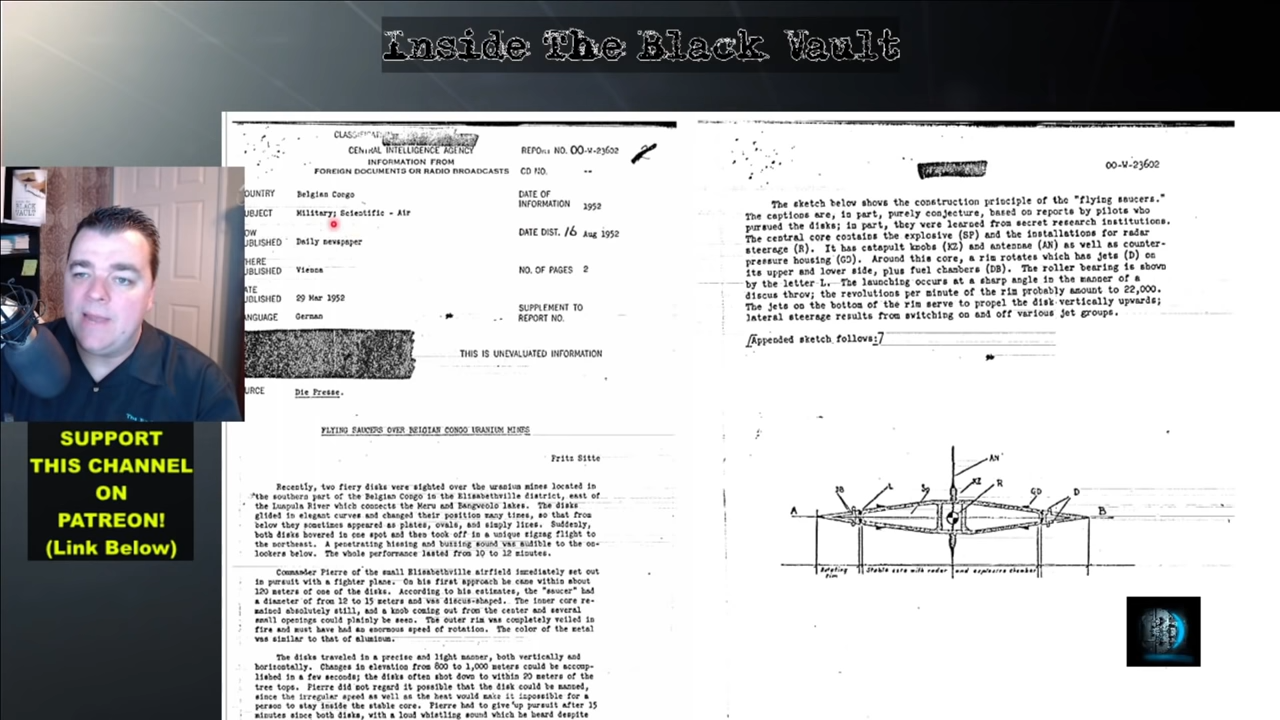 Inside The Black Vault
CENTRAL INTELLIGENCE AGENCY
REPORT NO. 00-W-23602
INFORMATION FROM
FOREIGN DOCUMENTS OR RADIO BROADCASTS
CD NO. --
OUNTRY Belgian Congo
DATE OF
INFORMATION 1952
UBJECT Military; Scientific - Air
OW
UBLISHED Daily newspaper
DATE DIST. 16 Aug 1952
HERE
UBLISHED Vienna
NO. OF PAGES 2
ATE
UBLISHED 29 Mar 1952
SUPPLEMENT TO
REPORT NO.
NGUAGE German
THIS IS UNEVALUATED INFORMATION
URCE Die Presse.
FLYING SAUCERS OVER BELGIAN CONGO URANIUM MINES
Fritz Sitte
Recently, two fiery disks were sighted over the uranium mines located in
the southern part of the Belgian Congo in the Elisabethville district, east of
the Luapula River which connects the Meru and Bangweolo lakes. The disks
glided in elegant curves and changed their position many times, so that from
below they sometimes appeared as plates, ovals, and simply lines. Suddenly,
both disks hovered in one spot and then took off in a unique zigzag flight to
the northeast. A penetrating hissing and buzzing sound was audible to the on-
lookers below. The whole performance lasted from 10 to 12 minutes.
Commander Pierre of the small Elisabethville airfield immediately set out
in pursuit with a fighter plane. On his first approach he came within about
120 meters of one of the disks. According to his estimates, the "saucer" had
a diameter of from 12 to 15 meters and was discus-shaped. The inner core re-
mained absolutely still, and a knob coming out from the center and several
small openings could plainly be seen. The outer rim was completely veiled in
fire and must have had an enormous speed of rotation. The color of the metal
was similar to that of aluminum.
The disks traveled in a precise and light manner, both vertically and
horizontally. Changes in elevation from 800 to 1,000 meters could be accomp-
lished in a few seconds; the disks often shot down to within 20 meters of the
tree tops. Pierre did not regard it possible that the disk could be manned,
since the irregular speed as well as the heat would make it impossible for a
person to stay inside the stable core. Pierre had to give up pursuit after 15
minutes since both disks, with a loud whistling sound which he heard despite
00-W-23602
The sketch below shows the construction principle of the "flying saucers."
The captions are, in part, purely conjecture, based on reports by pilots who
pursued the disks; in part, they were learned from secret research institutions.
The central core contains the explosive (SP) and the installations for radar
steerage (R). It has catapult knobs (KZ) and antennae (AN) as well as counter-
pressure housing (GD). Around this core, a rim rotates which has jets (D) on
its upper and lower side, plus fuel chambers (DB). The roller bearing is shown
by the letter L. The launching occurs at a sharp angle in the manner of a
discus throw; the revolutions per minute of the rim probably amount to 22,000.
The jets on the bottom of the rim serve to propel the disk vertically upwards;
lateral steerage results from switching on and off various jet groups.
[Appended sketch follows:]
AN
L
KZ
R
GD
D
A
B
Rotating
rim
Stable core with radar and explosive chamber
SUPPORT
THIS CHANNEL
ON
PATREON!
(Link Below)